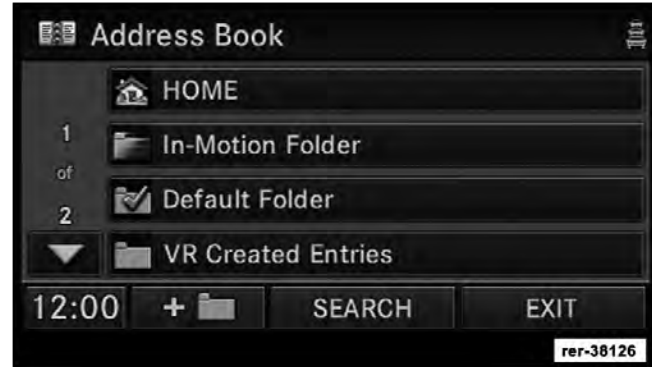 Address Book
HOME
1
of
2
In-Motion Folder
Default Folder
VR Created Entries
12:00 + SEARCH EXIT
rer-38126